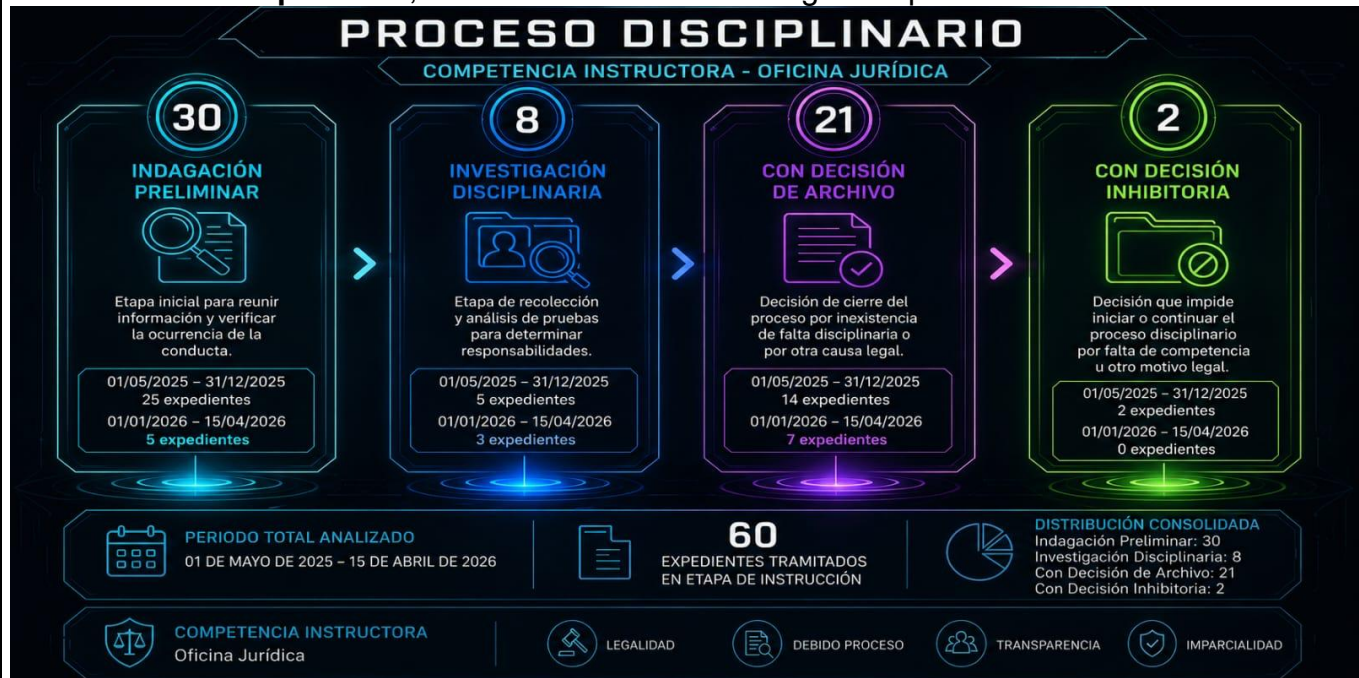 PROCESO DISCIPLINARIO
COMPETENCIA INSTRUCTORA - OFICINA JURÍDICA
30
INDAGACIÓN
PRELIMINAR
Etapa inicial para reunir
información y verificar
la ocurrencia de la
conducta.
01/05/2025 – 31/12/2025
25 expedientes
01/01/2026 – 15/04/2026
5 expedientes
8
INVESTIGACIÓN
DISCIPLINARIA
Etapa de recolección
y análisis de pruebas
para determinar
responsabilidades.
01/05/2025 – 31/12/2025
5 expedientes
01/01/2026 – 15/04/2026
3 expedientes
21
CON DECISIÓN
DE ARCHIVO
Decisión de cierre del
proceso por inexistencia
de falta disciplinaria o
por otra causa legal.
01/05/2025 – 31/12/2025
14 expedientes
01/01/2026 – 15/04/2026
7 expedientes
2
CON DECISIÓN
INHIBITORIA
Decisión que impide
iniciar o continuar el
proceso disciplinario
por falta de competencia
u otro motivo legal.
01/05/2025 – 31/12/2025
2 expedientes
01/01/2026 – 15/04/2026
0 expedientes
PERIODO TOTAL ANALIZADO
01 DE MAYO DE 2025 – 15 DE ABRIL DE 2026
60
EXPEDIENTES TRAMITADOS
EN ETAPA DE INSTRUCCIÓN
DISTRIBUCIÓN CONSOLIDADA
Indagación Preliminar: 30
Investigación Disciplinaria: 8
Con Decisión de Archivo: 21
Con Decisión Inhibitoria: 2
COMPETENCIA INSTRUCTORA
Oficina Jurídica
LEGALIDAD
DEBIDO PROCESO
TRANSPARENCIA
IMPARCIALIDAD